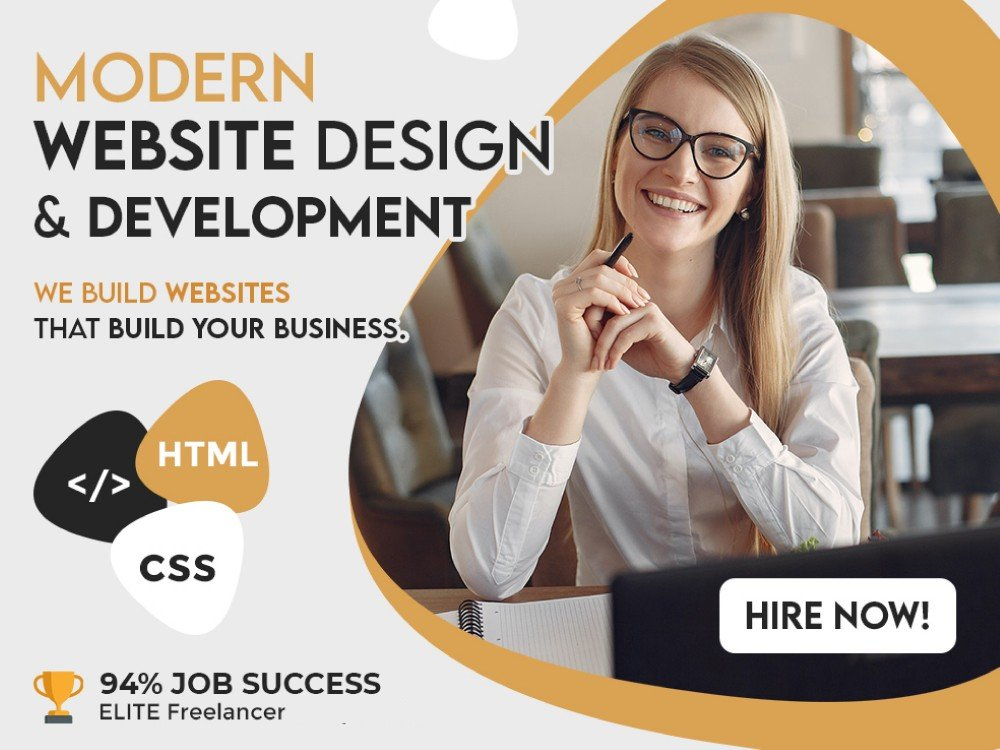 MODERN
WEBSITE DESIGN
& DEVELOPMENT
WE BUILD WEBSITES
THAT BUILD YOUR BUSINESS.
HTML
</>
CSS
HIRE NOW!
94% JOB SUCCESS
ELITE Freelancer